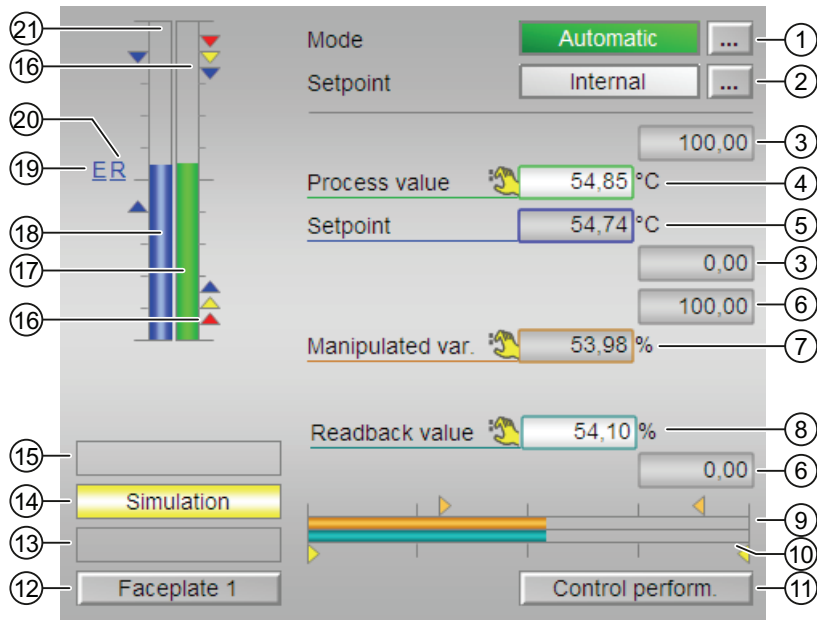 21
16
20
19
E R
18
17
16
15
14
Simulation
13
12
Faceplate 1
Mode
Automatic
...
1
Setpoint
Internal
...
2
100,00
3
Process value
54,85 °C
4
Setpoint
54,74 °C
5
0,00
3
100,00
6
Manipulated var.
53,98 %
7
Readback value
54,10 %
8
0,00
6
9
10
Control perform.
11